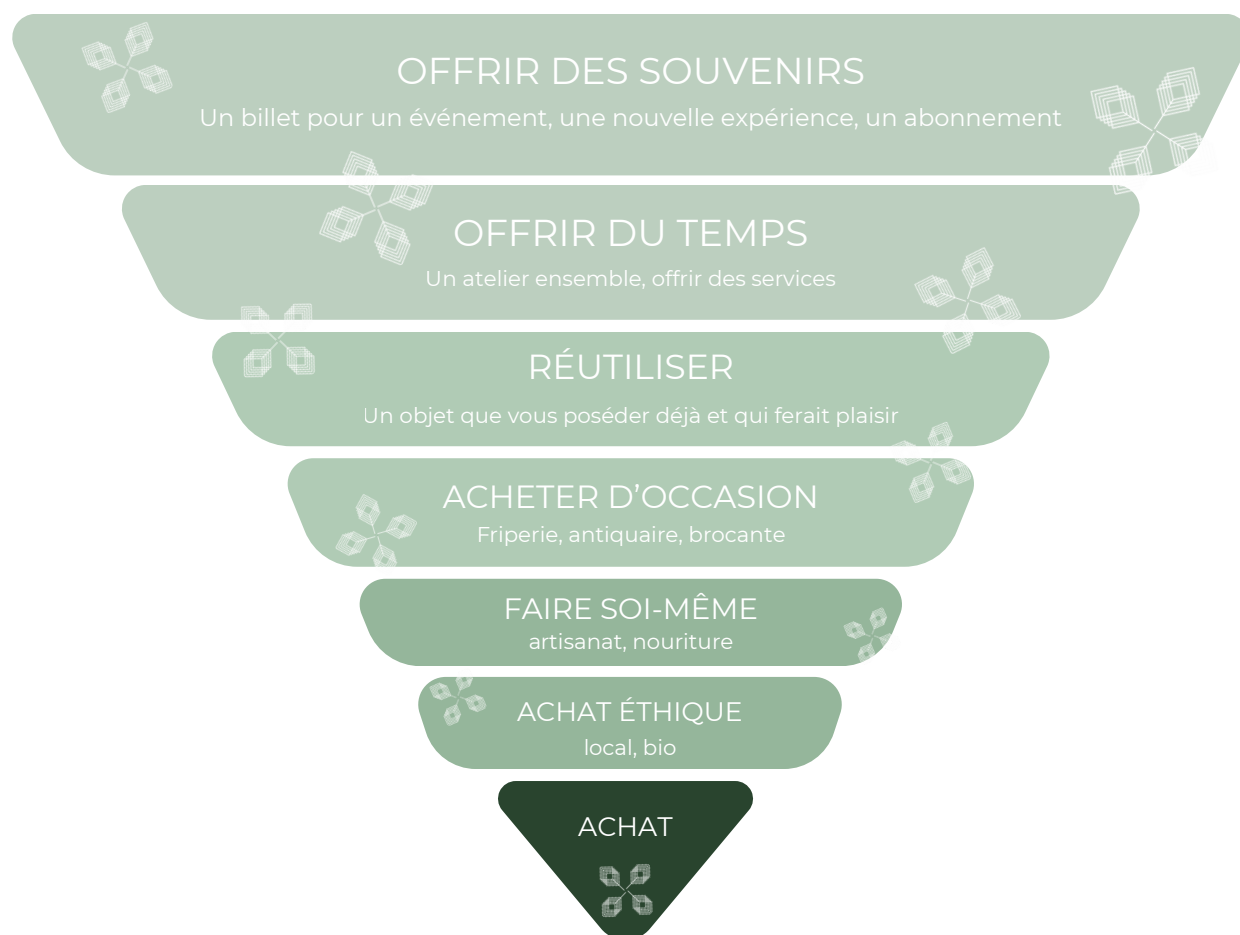 OFFRIR DES SOUVENIRS
Un billet pour un événement, une nouvelle expérience, un abonnement
OFFRIR DU TEMPS
Un atelier ensemble, offrir des services
RÉUTILISER
Un objet que vous poséder déjà et qui ferait plaisir
ACHETER D’OCCASION
Friperie, antiquaire, brocante
FAIRE SOI-MÊME
artisanat, nouriture
ACHAT ÉTHIQUE
local, bio
ACHAT